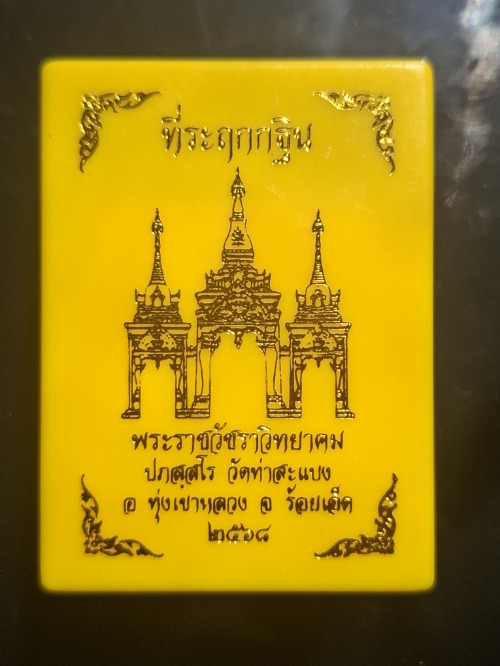 ที่ระฤกกฐิน
พระราชวัชราวิทยาคม
ปภสฺสโร วัดท่าสะแบง
อ ทุ่งเขาหลวง จ ร้อยเอ็ด
๒๕๖๘